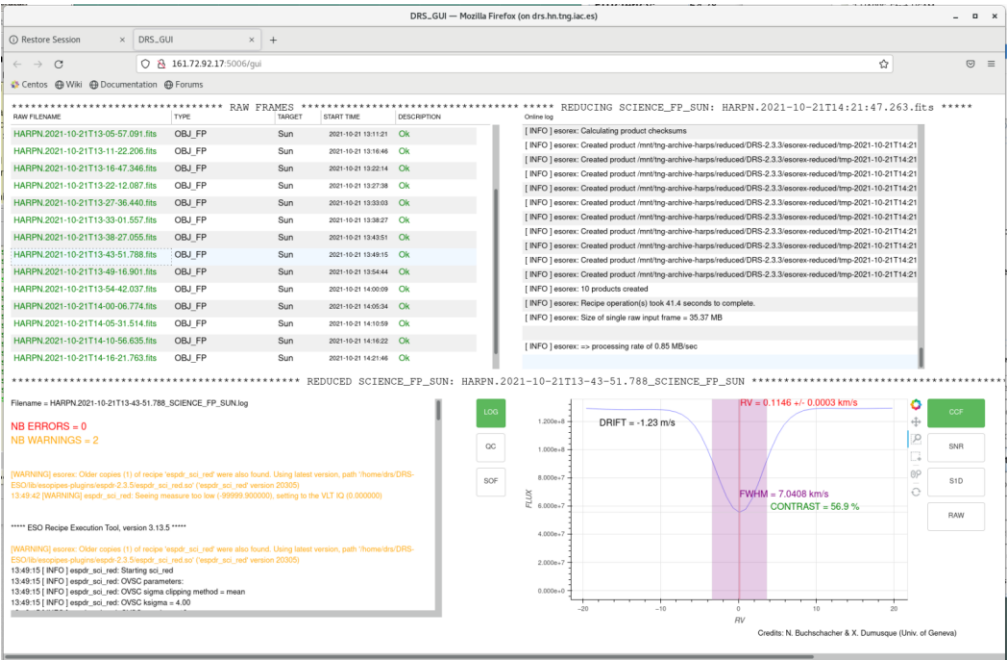 DRS_GUI — Mozilla Firefox (on drs.hn.tng.iac.es)
Restore Session × DRS_GUI × +
161.72.92.17:5006/gui
Centos Wiki Documentation Forums
******************************** RAW FRAMES ********************************
RAW FILENAME TYPE TARGET START TIME DESCRIPTION
HARPN.2021-10-21T13-05-57.091.fits OBJ_FP Sun 2021-10-21 13:11:21 Ok
HARPN.2021-10-21T13-11-22.206.fits OBJ_FP Sun 2021-10-21 13:16:46 Ok
HARPN.2021-10-21T13-16-47.346.fits OBJ_FP Sun 2021-10-21 13:22:14 Ok
HARPN.2021-10-21T13-22-12.087.fits OBJ_FP Sun 2021-10-21 13:27:38 Ok
HARPN.2021-10-21T13-27-36.440.fits OBJ_FP Sun 2021-10-21 13:33:03 Ok
HARPN.2021-10-21T13-33-01.557.fits OBJ_FP Sun 2021-10-21 13:38:27 Ok
HARPN.2021-10-21T13-38-27.055.fits OBJ_FP Sun 2021-10-21 13:43:51 Ok
HARPN.2021-10-21T13-43-51.788.fits OBJ_FP Sun 2021-10-21 13:49:15 Ok
HARPN.2021-10-21T13-49-16.901.fits OBJ_FP Sun 2021-10-21 13:54:44 Ok
HARPN.2021-10-21T13-54-42.037.fits OBJ_FP Sun 2021-10-21 14:00:09 Ok
HARPN.2021-10-21T14-00-06.774.fits OBJ_FP Sun 2021-10-21 14:05:34 Ok
HARPN.2021-10-21T14-05-31.514.fits OBJ_FP Sun 2021-10-21 14:10:59 Ok
HARPN.2021-10-21T14-10-56.635.fits OBJ_FP Sun 2021-10-21 14:16:22 Ok
HARPN.2021-10-21T14-16-21.763.fits OBJ_FP Sun 2021-10-21 14:21:46 Ok
***** REDUCING SCIENCE_FP_SUN: HARPN.2021-10-21T14:21:47.263.fits *****
Online log
[ INFO ] esorex: Calculating product checksums
[ INFO ] esorex: Created product /mnt/tng-archive-harps/reduced/DRS-2.3.3/esorex-reduced/tmp-2021-10-21T14:21
[ INFO ] esorex: Created product /mnt/tng-archive-harps/reduced/DRS-2.3.3/esorex-reduced/tmp-2021-10-21T14:21
[ INFO ] esorex: Created product /mnt/tng-archive-harps/reduced/DRS-2.3.3/esorex-reduced/tmp-2021-10-21T14:21
[ INFO ] esorex: Created product /mnt/tng-archive-harps/reduced/DRS-2.3.3/esorex-reduced/tmp-2021-10-21T14:21
[ INFO ] esorex: Created product /mnt/tng-archive-harps/reduced/DRS-2.3.3/esorex-reduced/tmp-2021-10-21T14:21
[ INFO ] esorex: Created product /mnt/tng-archive-harps/reduced/DRS-2.3.3/esorex-reduced/tmp-2021-10-21T14:21
[ INFO ] esorex: Created product /mnt/tng-archive-harps/reduced/DRS-2.3.3/esorex-reduced/tmp-2021-10-21T14:21
[ INFO ] esorex: Created product /mnt/tng-archive-harps/reduced/DRS-2.3.3/esorex-reduced/tmp-2021-10-21T14:21
[ INFO ] esorex: Created product /mnt/tng-archive-harps/reduced/DRS-2.3.3/esorex-reduced/tmp-2021-10-21T14:21
[ INFO ] esorex: Created product /mnt/tng-archive-harps/reduced/DRS-2.3.3/esorex-reduced/tmp-2021-10-21T14:21
[ INFO ] esorex: 10 products created
[ INFO ] esorex: Recipe operation(s) took 41.4 seconds to complete.
[ INFO ] esorex: Size of single raw input frame = 35.37 MB
[ INFO ] esorex: => processing rate of 0.85 MB/sec
******************************************** REDUCED SCIENCE_FP_SUN: HARPN.2021-10-21T13-43-51.788_SCIENCE_FP_SUN ***************************************
Filename = HARPN.2021-10-21T13-43-51.788_SCIENCE_FP_SUN.log
NB ERRORS = 0
NB WARNINGS = 2
[WARNING] esorex: Older copies (1) of recipe 'espdr_sci_red' were also found. Using latest version, path '/home/drs/DRS-
ESO/lib/esopipes-plugins/espdr-2.3.5/espdr_sci_red.so' ('espdr_sci_red' version 20305)
13:49:42 [WARNING] espdr_sci_red: Seeing measure too low (-99999.900000), setting to the VLT IQ (0.000000)
***** ESO Recipe Execution Tool, version 3.13.5 *****
[WARNING] esorex: Older copies (1) of recipe 'espdr_sci_red' were also found. Using latest version, path '/home/drs/DRS-
ESO/lib/esopipes-plugins/espdr-2.3.5/espdr_sci_red.so' ('espdr_sci_red' version 20305)
13:49:15 [ INFO ] espdr_sci_red: Starting sci_red
13:49:15 [ INFO ] espdr_sci_red: OVSC parameters:
13:49:15 [ INFO ] espdr_sci_red: OVSC sigma clipping method = mean
13:49:15 [ INFO ] espdr_sci_red: OVSC ksigma = 4.00
LOG
QC
SOF
RV = 0.1146 +/- 0.0003 km/s
DRIFT = -1.23 m/s
FWHM = 7.0408 km/s
CONTRAST = 56.9 %
FLUX
1.200e+8
1.000e+8
8.000e+7
6.000e+7
4.000e+7
2.000e+7
0.000e+0
-20 -10 0 10 20
RV
CCF
SNR
S1D
RAW
Credits: N. Buchschacher & X. Dumusque (Univ. of Geneva)